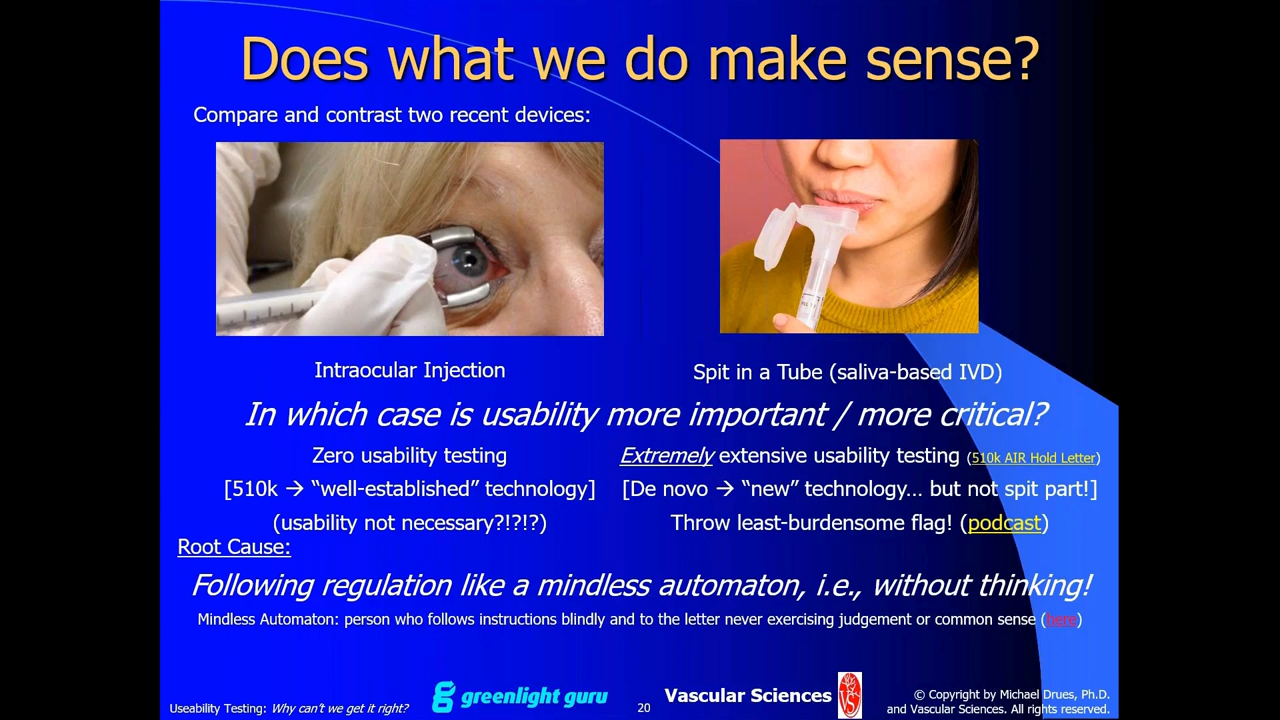 Does what we do make sense?
Compare and contrast two recent devices:
Intraocular Injection
Spit in a Tube (saliva-based IVD)
In which case is usability more important / more critical?
Zero usability testing
Extremely extensive usability testing (510k AIR Hold Letter)
[510k → “well-established” technology]
[De novo → “new” technology... but not spit part!]
(usability not necessary?!?!?)
Throw least-burdensome flag! (podcast)
Root Cause:
Following regulation like a mindless automaton, i.e., without thinking!
Mindless Automaton: person who follows instructions blindly and to the letter never exercising judgement or common sense (here)
Useability Testing: Why can't we get it right?
greenlight guru
20
Vascular Sciences
VS
© Copyright by Michael Drues, Ph.D.
and Vascular Sciences. All rights reserved.